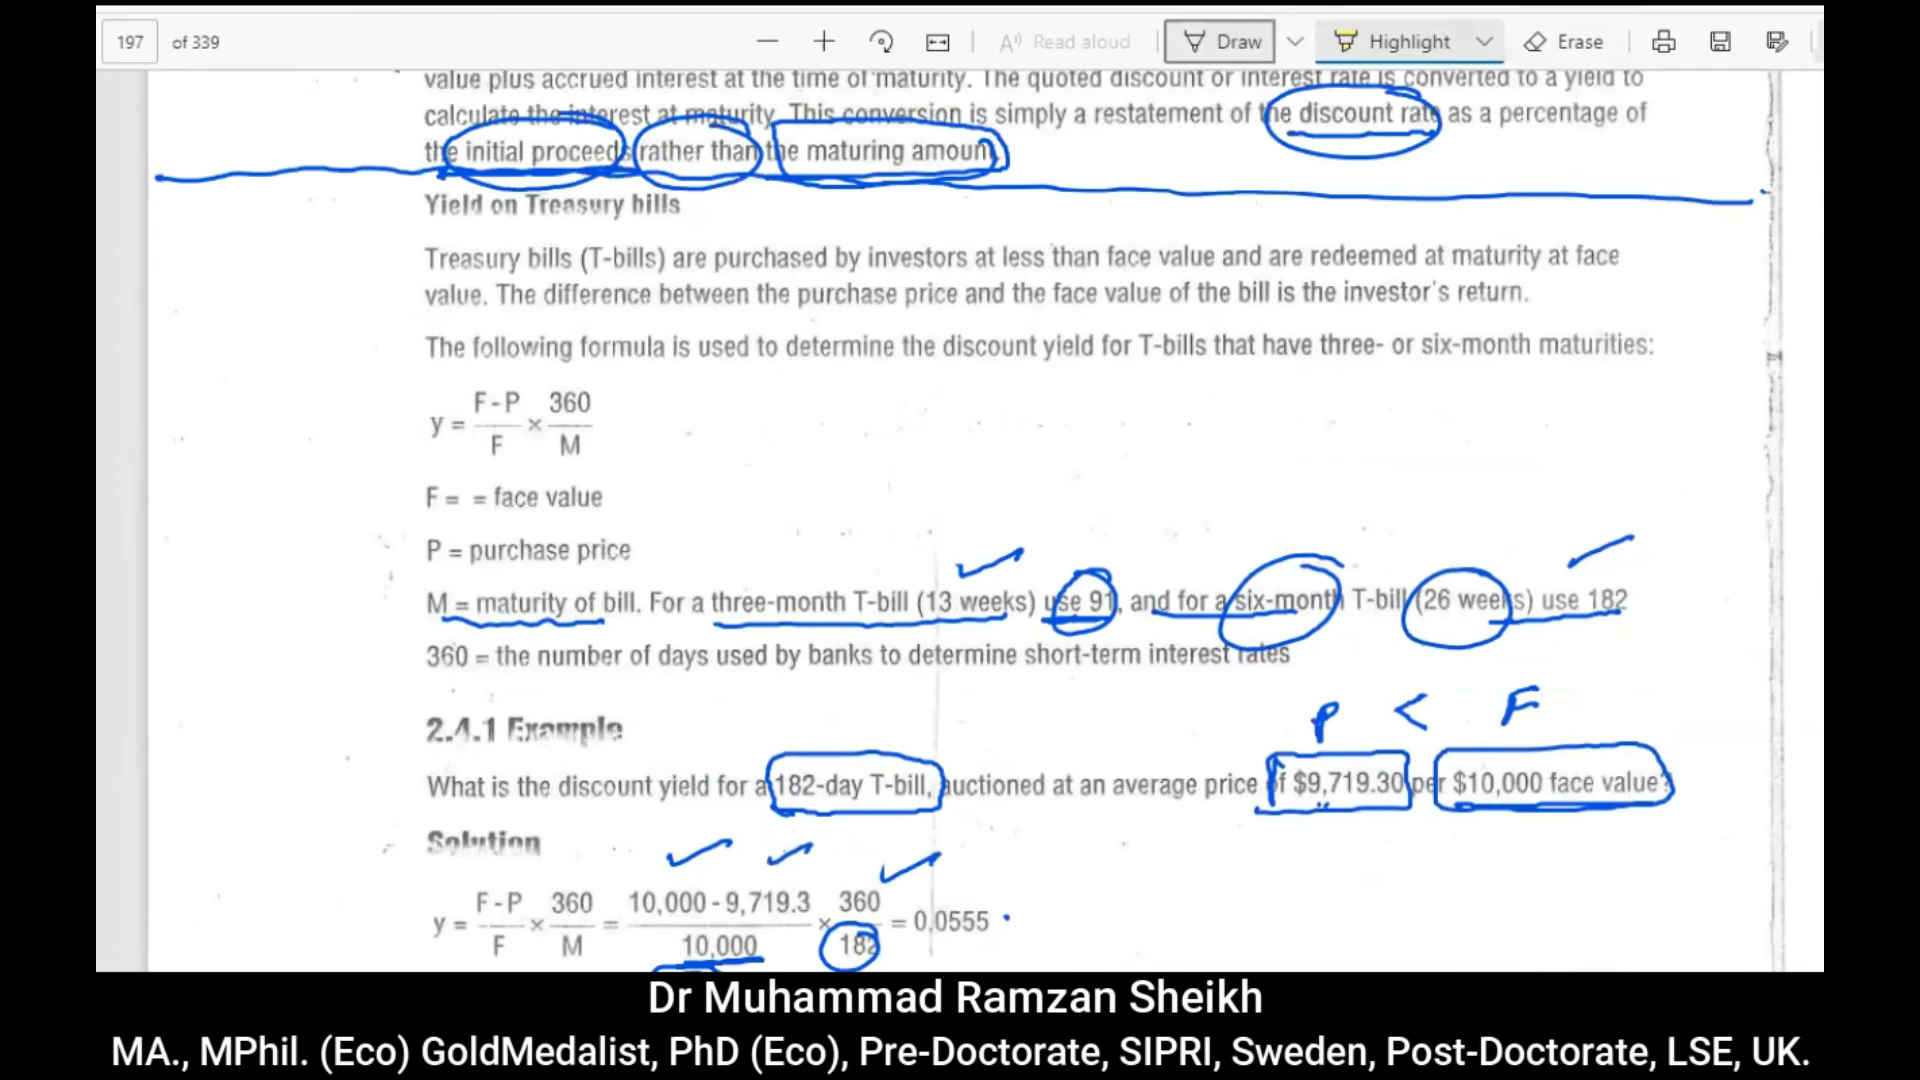 197 of 339 Read aloud Draw Highlight Erase
value plus accrued interest at the time of maturity. The quoted discount or interest rate is converted to a yield to
calculate the interest at maturity. This conversion is simply a restatement of the discount rate as a percentage of
the initial proceeds rather than the maturing amount
Yield on Treasury bills
Treasury bills (T-bills) are purchased by investors at less than face value and are redeemed at maturity at face
value. The difference between the purchase price and the face value of the bill is the investor's return.
The following formula is used to determine the discount yield for T-bills that have three- or six-month maturities:
y = F - P / F × 360 / M
F = = face value
P = purchase price
M = maturity of bill. For a three-month T-bill (13 weeks) use 91, and for a six-month T-bill (26 weeks) use 182
360 = the number of days used by banks to determine short-term interest rates
P < F
2.4.1 Example
What is the discount yield for a 182-day T-bill, auctioned at an average price of $9,719.30 per $10,000 face value?
Solution
y = F - P / F × 360 / M = 10,000 - 9,719.3 / 10,000 × 360 / 182 = 0.0555
Dr Muhammad Ramzan Sheikh
MA., MPhil. (Eco) GoldMedalist, PhD (Eco), Pre-Doctorate, SIPRI, Sweden, Post-Doctorate, LSE, UK.